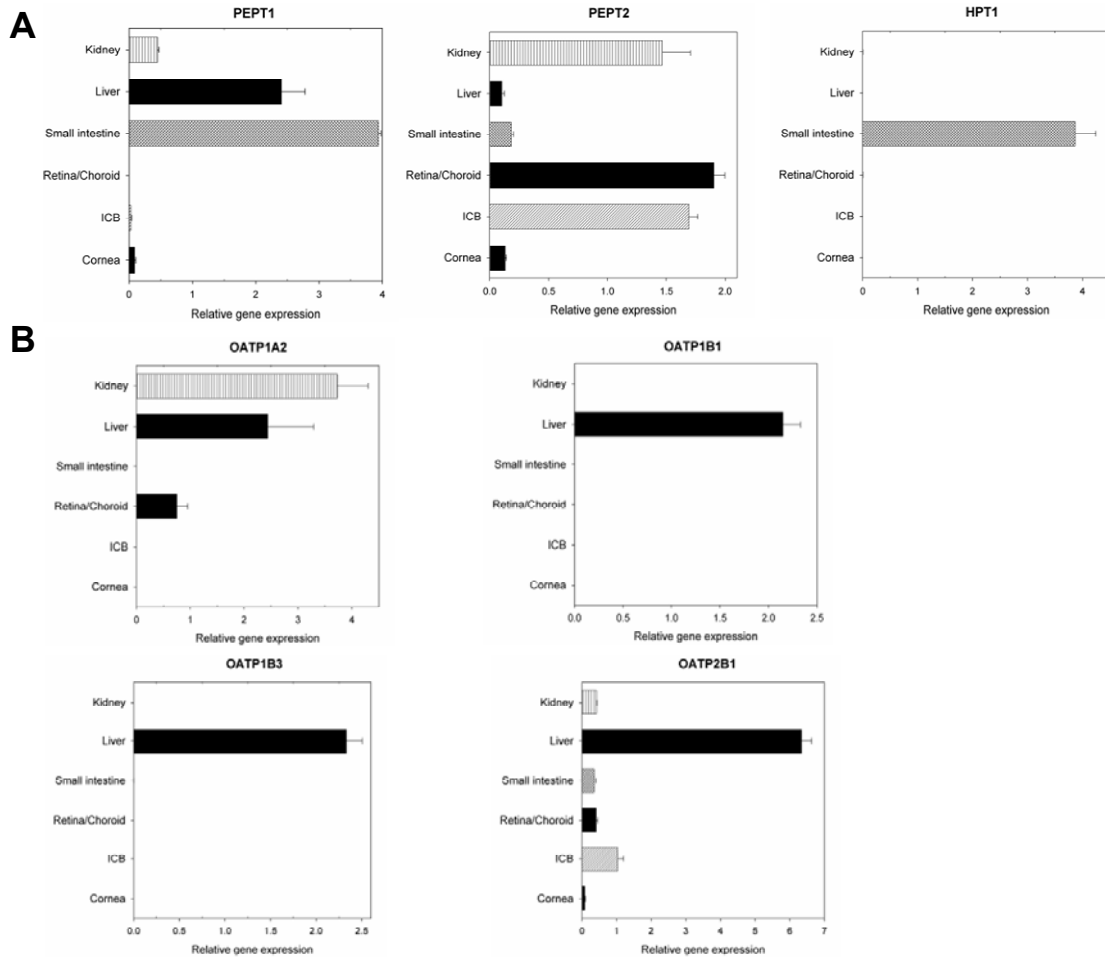 A
PEPT1
Kidney
Liver
Small intestine
Retina/Choroid
ICB
Cornea
0 1 2 3 4
Relative gene expression
PEPT2
Kidney
Liver
Small intestine
Retina/Choroid
ICB
Cornea
0.0 0.5 1.0 1.5 2.0
Relative gene expression
HPT1
Kidney
Liver
Small intestine
Retina/Choroid
ICB
Cornea
0 1 2 3 4
Relative gene expression
B
OATP1A2
Kidney
Liver
Small intestine
Retina/Choroid
ICB
Cornea
0 1 2 3 4
Relative gene expression
OATP1B1
Kidney
Liver
Small intestine
Retina/Choroid
ICB
Cornea
0.0 0.5 1.0 1.5 2.0 2.5
Relative gene expression
OATP1B3
Kidney
Liver
Small intestine
Retina/Choroid
ICB
Cornea
0.0 0.5 1.0 1.5 2.0 2.5
Relative gene expression
OATP2B1
Kidney
Liver
Small intestine
Retina/Choroid
ICB
Cornea
0 1 2 3 4 5 6 7
Relative gene expression